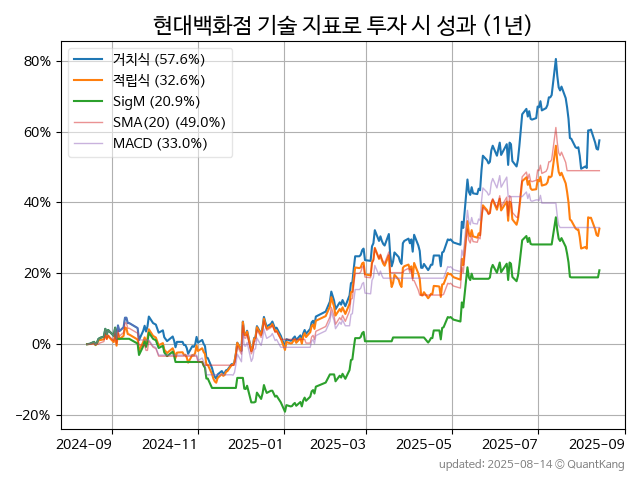 현대백화점 기술 지표로 투자 시 성과 (1년)
거치식 (57.6%)
적립식 (32.6%)
SigM (20.9%)
SMA(20) (49.0%)
MACD (33.0%)
80%
60%
40%
20%
0%
−20%
2024-09 2024-11 2025-01 2025-03 2025-05 2025-07 2025-09
updated: 2025-08-14 © QuantKang